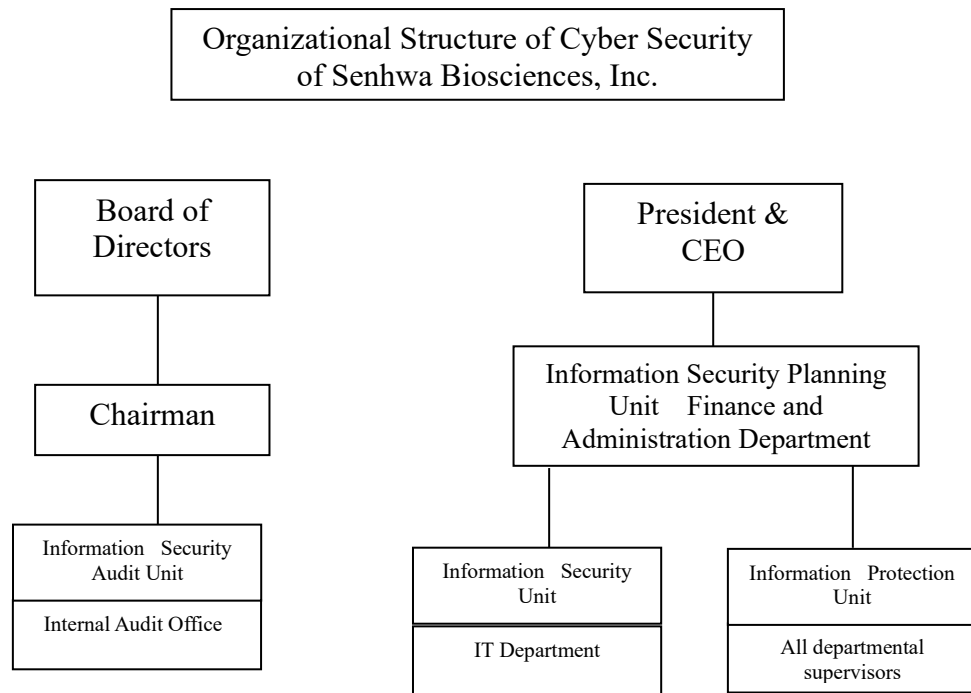 Organizational Structure of Cyber Security
of Senhwa Biosciences, Inc.
Board of
Directors
President &
CEO
Chairman
Information Security Planning
Unit Finance and
Administration Department
Information Security
Audit Unit
Internal Audit Office
Information Security
Unit
IT Department
Information Protection
Unit
All departmental
supervisors